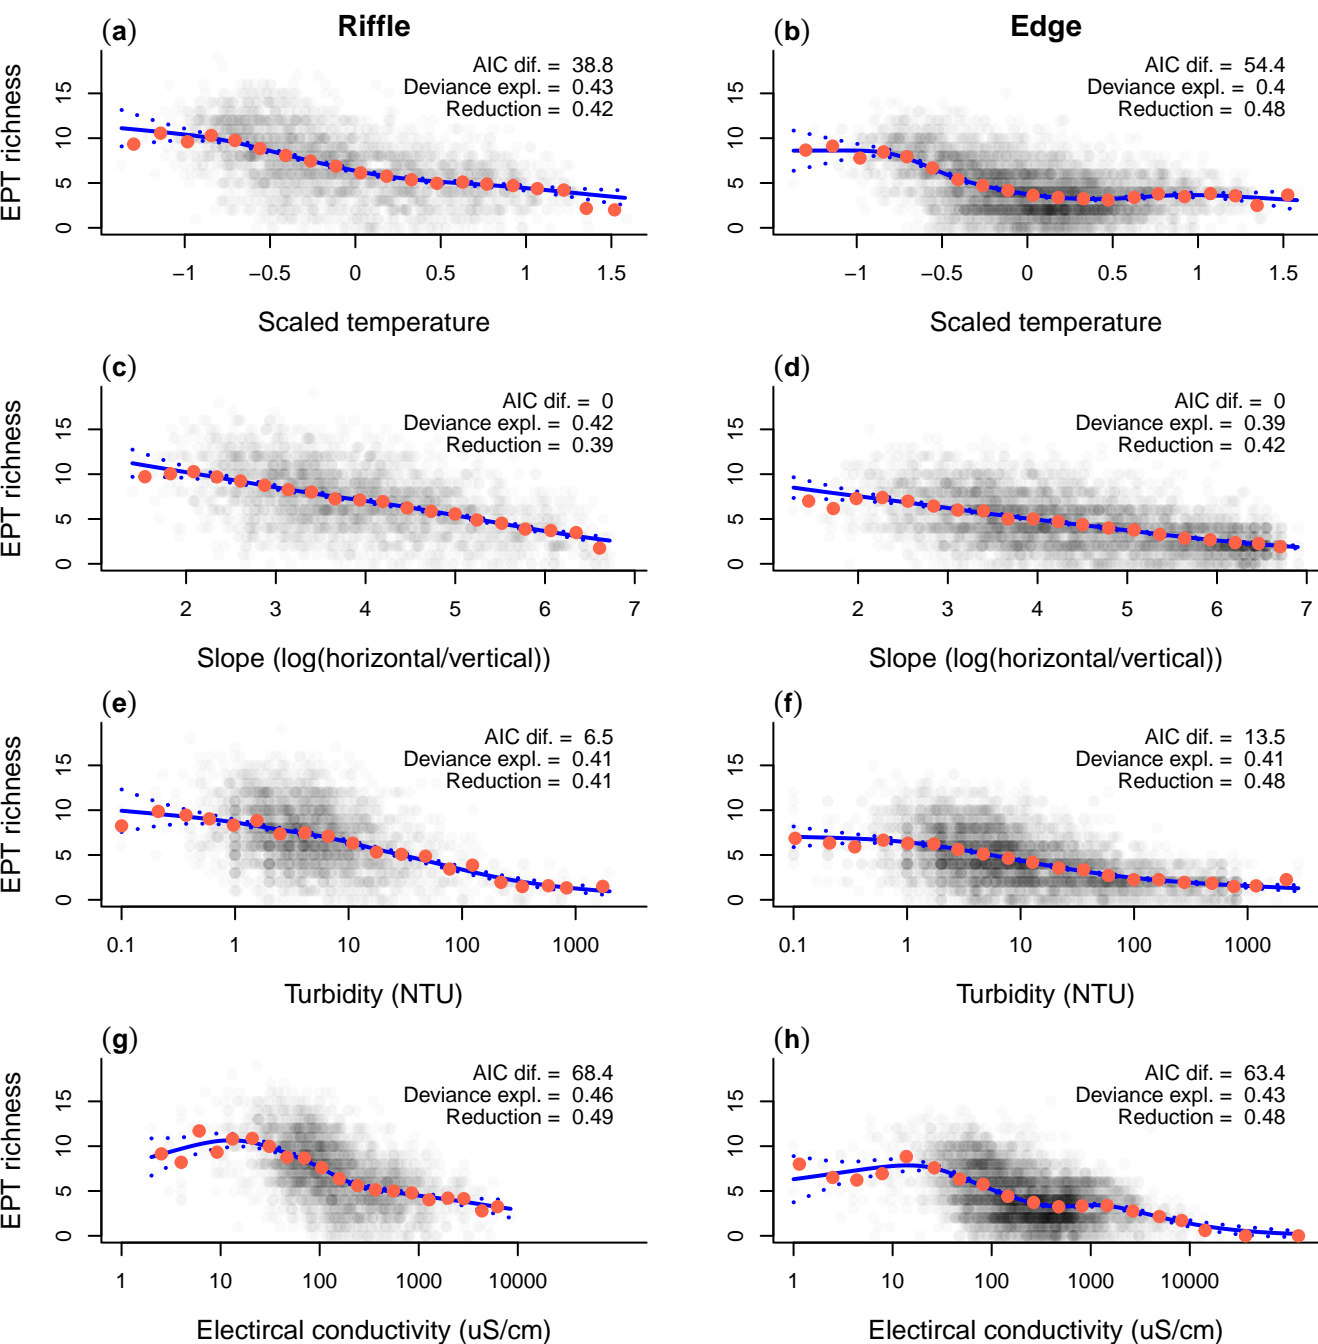 Riffle
Edge
(a)
AIC dif. = 38.8
Deviance expl. = 0.43
Reduction = 0.42
EPT richness
0 5 10 15
−1 −0.5 0 0.5 1 1.5
Scaled temperature
(b)
AIC dif. = 54.4
Deviance expl. = 0.4
Reduction = 0.48
0 5 10 15
−1 −0.5 0 0.5 1 1.5
Scaled temperature
(c)
AIC dif. = 0
Deviance expl. = 0.42
Reduction = 0.39
EPT richness
0 5 10 15
2 3 4 5 6 7
Slope (log(horizontal/vertical))
(d)
AIC dif. = 0
Deviance expl. = 0.39
Reduction = 0.42
0 5 10 15
2 3 4 5 6 7
Slope (log(horizontal/vertical))
(e)
AIC dif. = 6.5
Deviance expl. = 0.41
Reduction = 0.41
EPT richness
0 5 10 15
0.1 1 10 100 1000
Turbidity (NTU)
(f)
AIC dif. = 13.5
Deviance expl. = 0.41
Reduction = 0.48
0 5 10 15
0.1 1 10 100 1000
Turbidity (NTU)
(g)
AIC dif. = 68.4
Deviance expl. = 0.46
Reduction = 0.49
EPT richness
0 5 10 15
1 10 100 1000 10000
Electircal conductivity (uS/cm)
(h)
AIC dif. = 63.4
Deviance expl. = 0.43
Reduction = 0.48
0 5 10 15
1 10 100 1000 10000
Electircal conductivity (uS/cm)